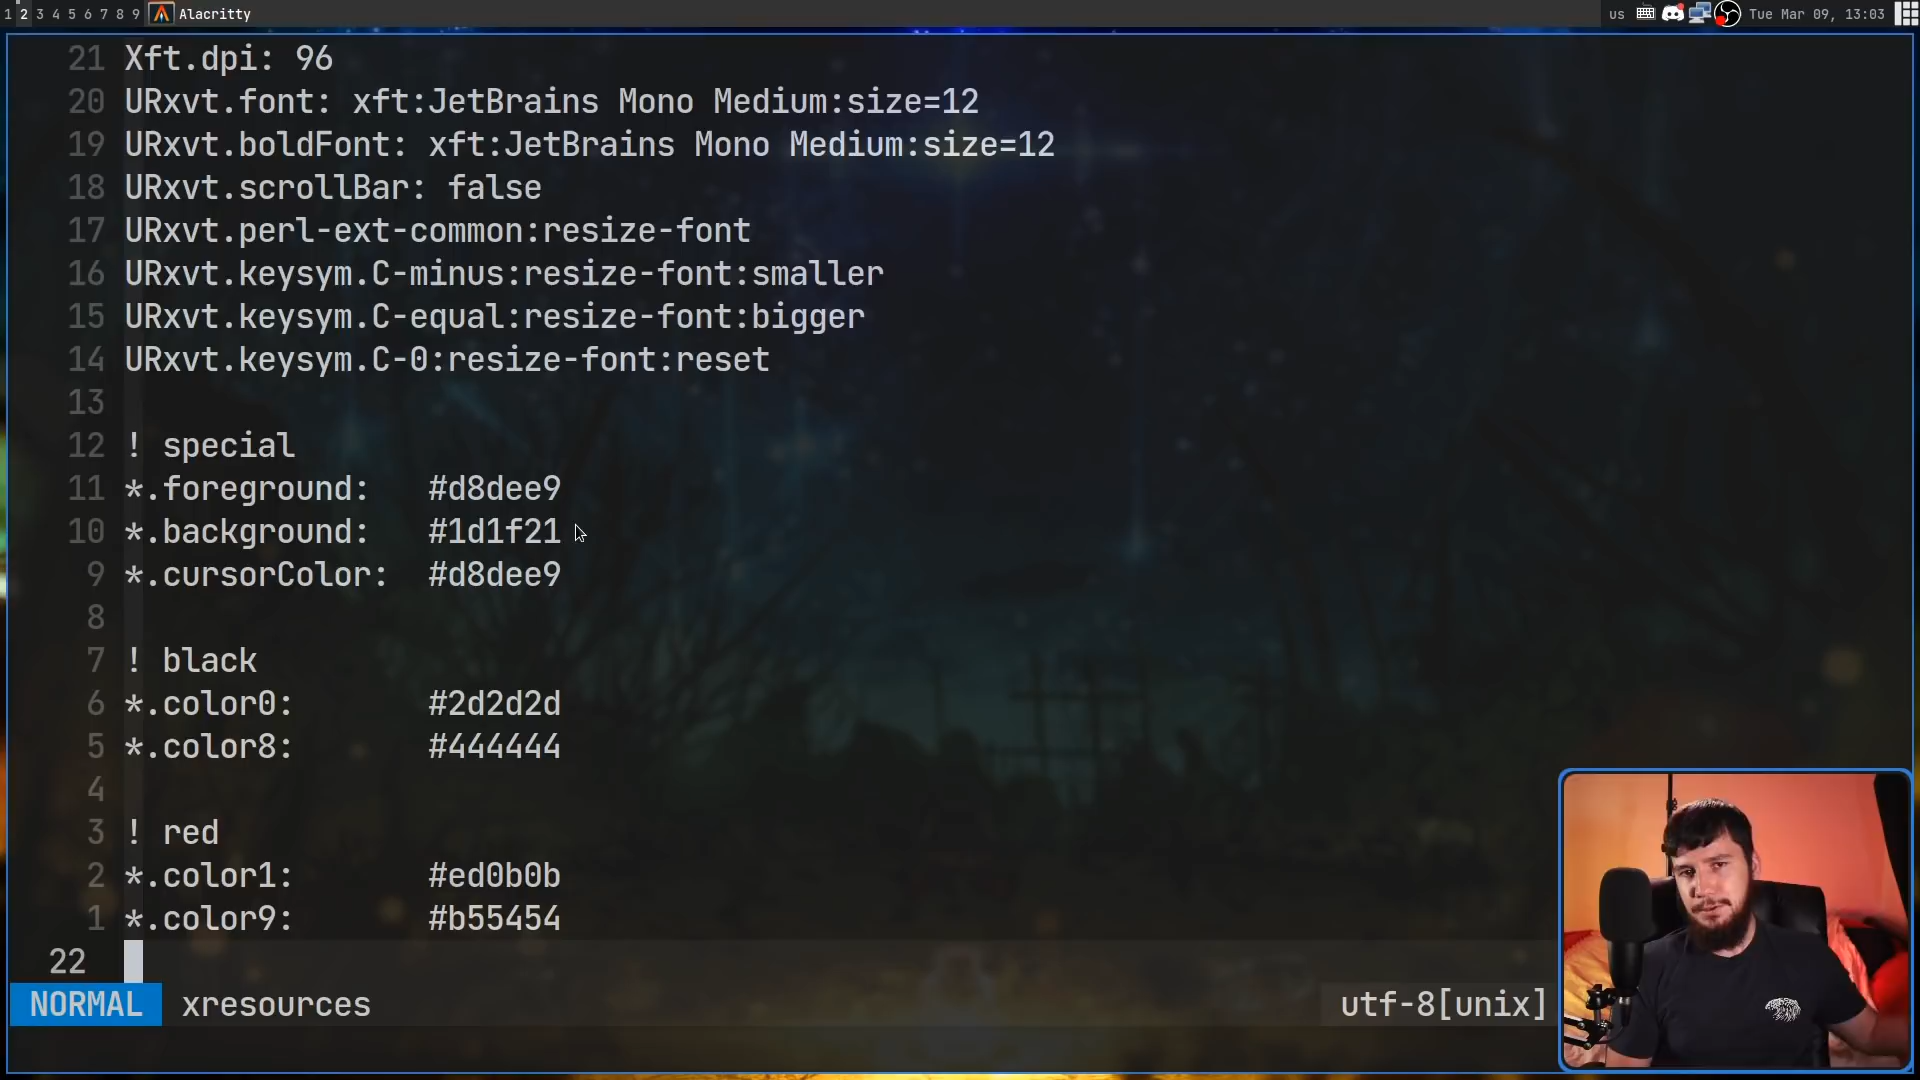 1 2 3 4 5 6 7 8 9 Alacritty us Tue Mar 09, 13:03
21 Xft.dpi: 96
20 URxvt.font: xft:JetBrains Mono Medium:size=12
19 URxvt.boldFont: xft:JetBrains Mono Medium:size=12
18 URxvt.scrollBar: false
17 URxvt.perl-ext-common:resize-font
16 URxvt.keysym.C-minus:resize-font:smaller
15 URxvt.keysym.C-equal:resize-font:bigger
14 URxvt.keysym.C-0:resize-font:reset
13
12 ! special
11 *.foreground: #d8dee9
10 *.background: #1d1f21
9 *.cursorColor: #d8dee9
8
7 ! black
6 *.color0: #2d2d2d
5 *.color8: #444444
4
3 ! red
2 *.color1: #ed0b0b
1 *.color9: #b55454
22
NORMAL xresources utf-8[unix]